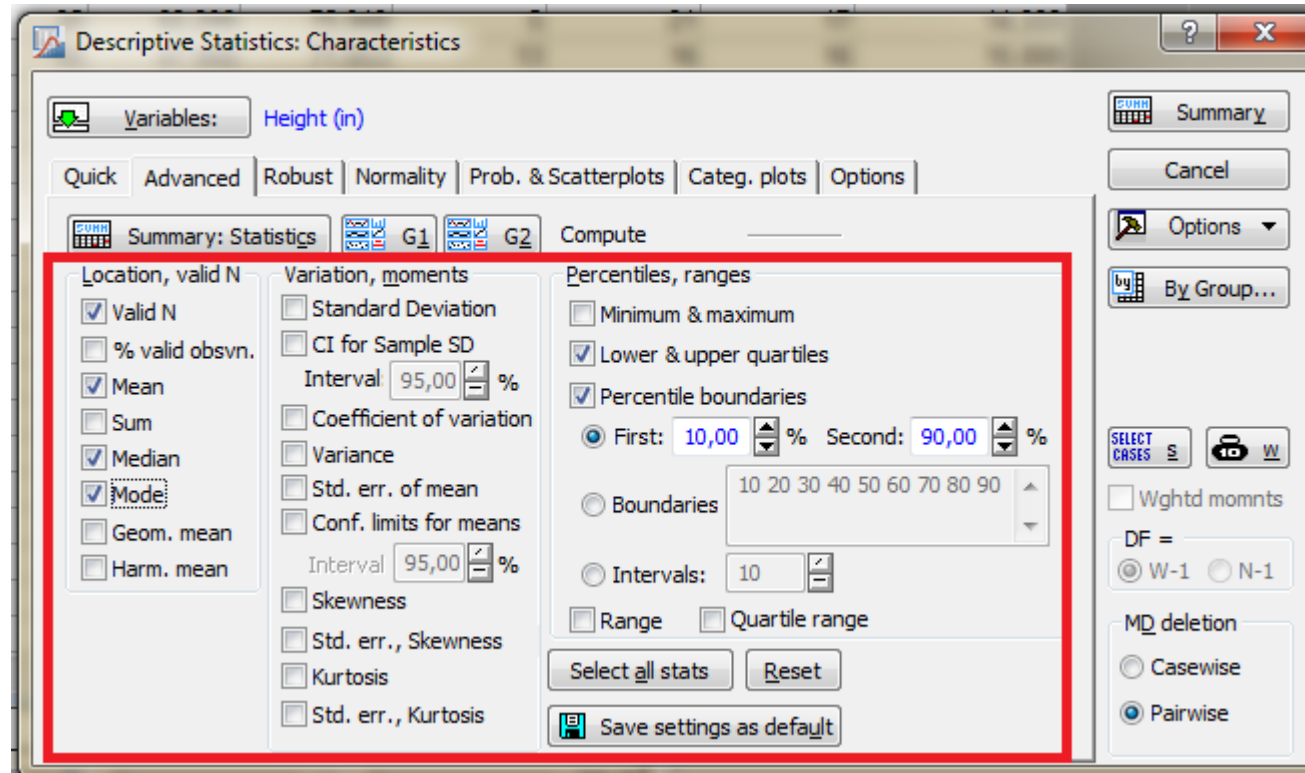 Descriptive Statistics: Characteristics
?
X
Variables:
Height (in)
Summary
Cancel
Options
By Group...
Quick
Advanced
Robust
Normality
Prob. & Scatterplots
Categ. plots
Options
Summary: Statistics
G1
G2
Compute
Location, valid N
Valid N
% valid obsvn.
Mean
Sum
Median
Mode
Geom. mean
Harm. mean
Variation, moments
Standard Deviation
CI for Sample SD
Interval 95,00 %
Coefficient of variation
Variance
Std. err. of mean
Conf. limits for means
Interval 95,00 %
Skewness
Std. err., Skewness
Kurtosis
Std. err., Kurtosis
Percentiles, ranges
Minimum & maximum
Lower & upper quartiles
Percentile boundaries
First: 10,00 % Second: 90,00 %
Boundaries 10 20 30 40 50 60 70 80 90
Intervals: 10
Range Quartile range
Select all stats
Reset
Save settings as default
SELECT
CASES S
W
Wghtd momnts
DF =
W-1 N-1
MD deletion
Casewise
Pairwise